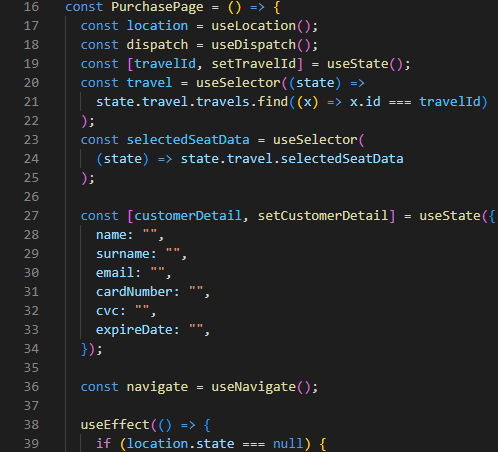 16 const PurchasePage = () => {
17 const location = useLocation();
18 const dispatch = useDispatch();
19 const [travelId, setTravelId] = useState();
20 const travel = useSelector((state) =>
21 state.travel.travels.find((x) => x.id === travelId)
22 );
23 const selectedSeatData = useSelector(
24 (state) => state.travel.selectedSeatData
25 );
26
27 const [customerDetail, setCustomerDetail] = useState({
28 name: "",
29 surname: "",
30 email: "",
31 cardNumber: "",
32 cvc: "",
33 expireDate: "",
34 });
35
36 const navigate = useNavigate();
37
38 useEffect(() => {
39 if (location.state === null) {